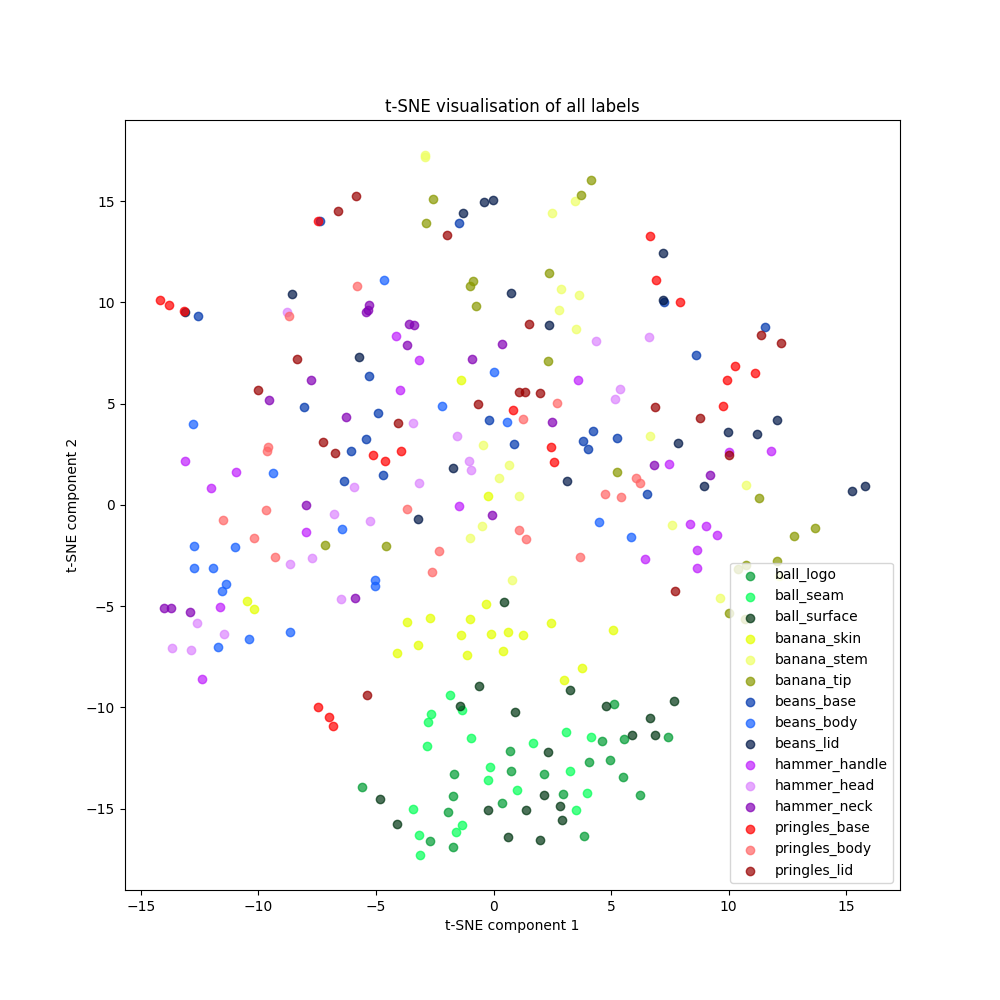 t-SNE visualisation of all labels
t-SNE component 2
15
10
5
0
−5
−10
−15
ball_logo
ball_seam
ball_surface
banana_skin
banana_stem
banana_tip
beans_base
beans_body
beans_lid
hammer_handle
hammer_head
hammer_neck
pringles_base
pringles_body
pringles_lid
−15 −10 −5 0 5 10 15
t-SNE component 1